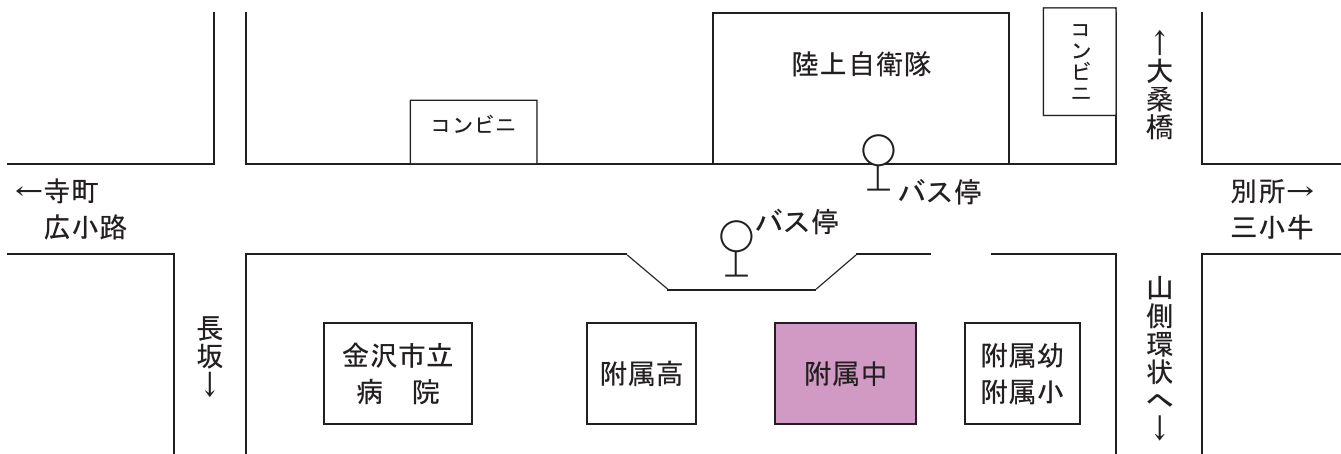 コンビニ
陸上自衛隊
コンビニ
↑大桑橋
←寺町
広小路
バス停
バス停
別所→
三小牛
長坂↓
金沢市立
病　院
附属高
附属中
附属幼
附属小
山側環状へ↓